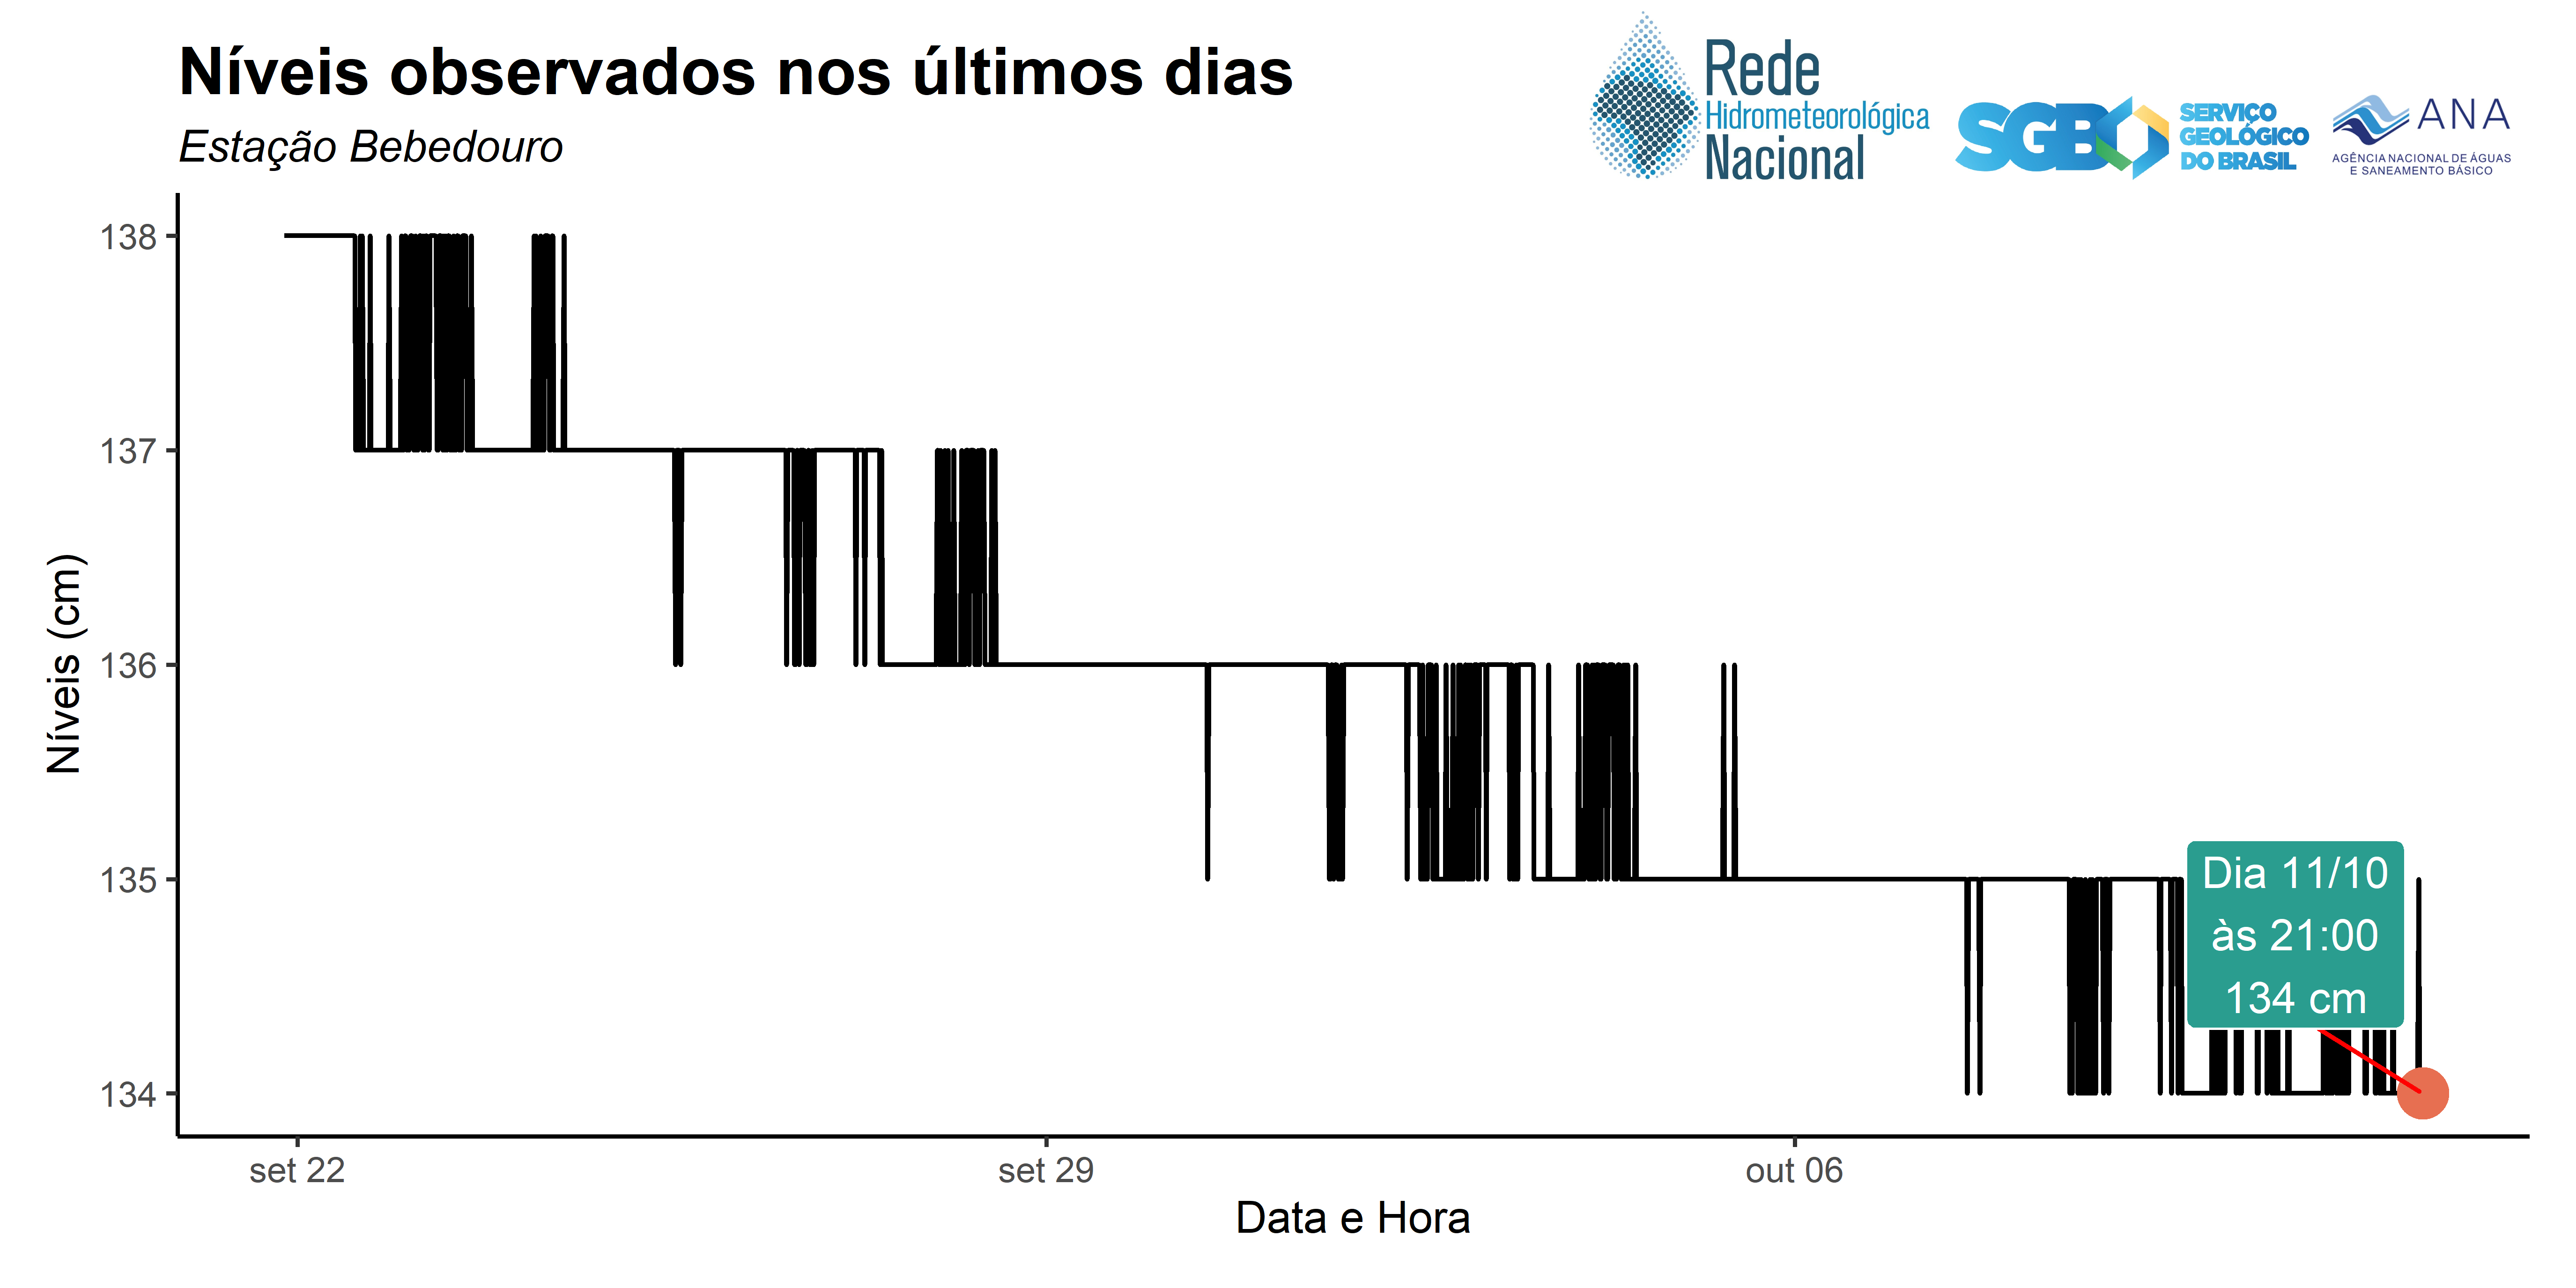 Níveis observados nos últimos dias
Estação Bebedouro
Rede
Hidrometeorológica
Nacional
SGB
SERVIÇO
GEOLÓGICO
DO BRASIL
ANA
AGÊNCIA NACIONAL DE ÁGUAS
E SANEAMENTO BÁSICO
138
137
136
135
134
Níveis (cm)
Dia 11/10
às 21:00
134 cm
set 22
set 29
out 06
Data e Hora